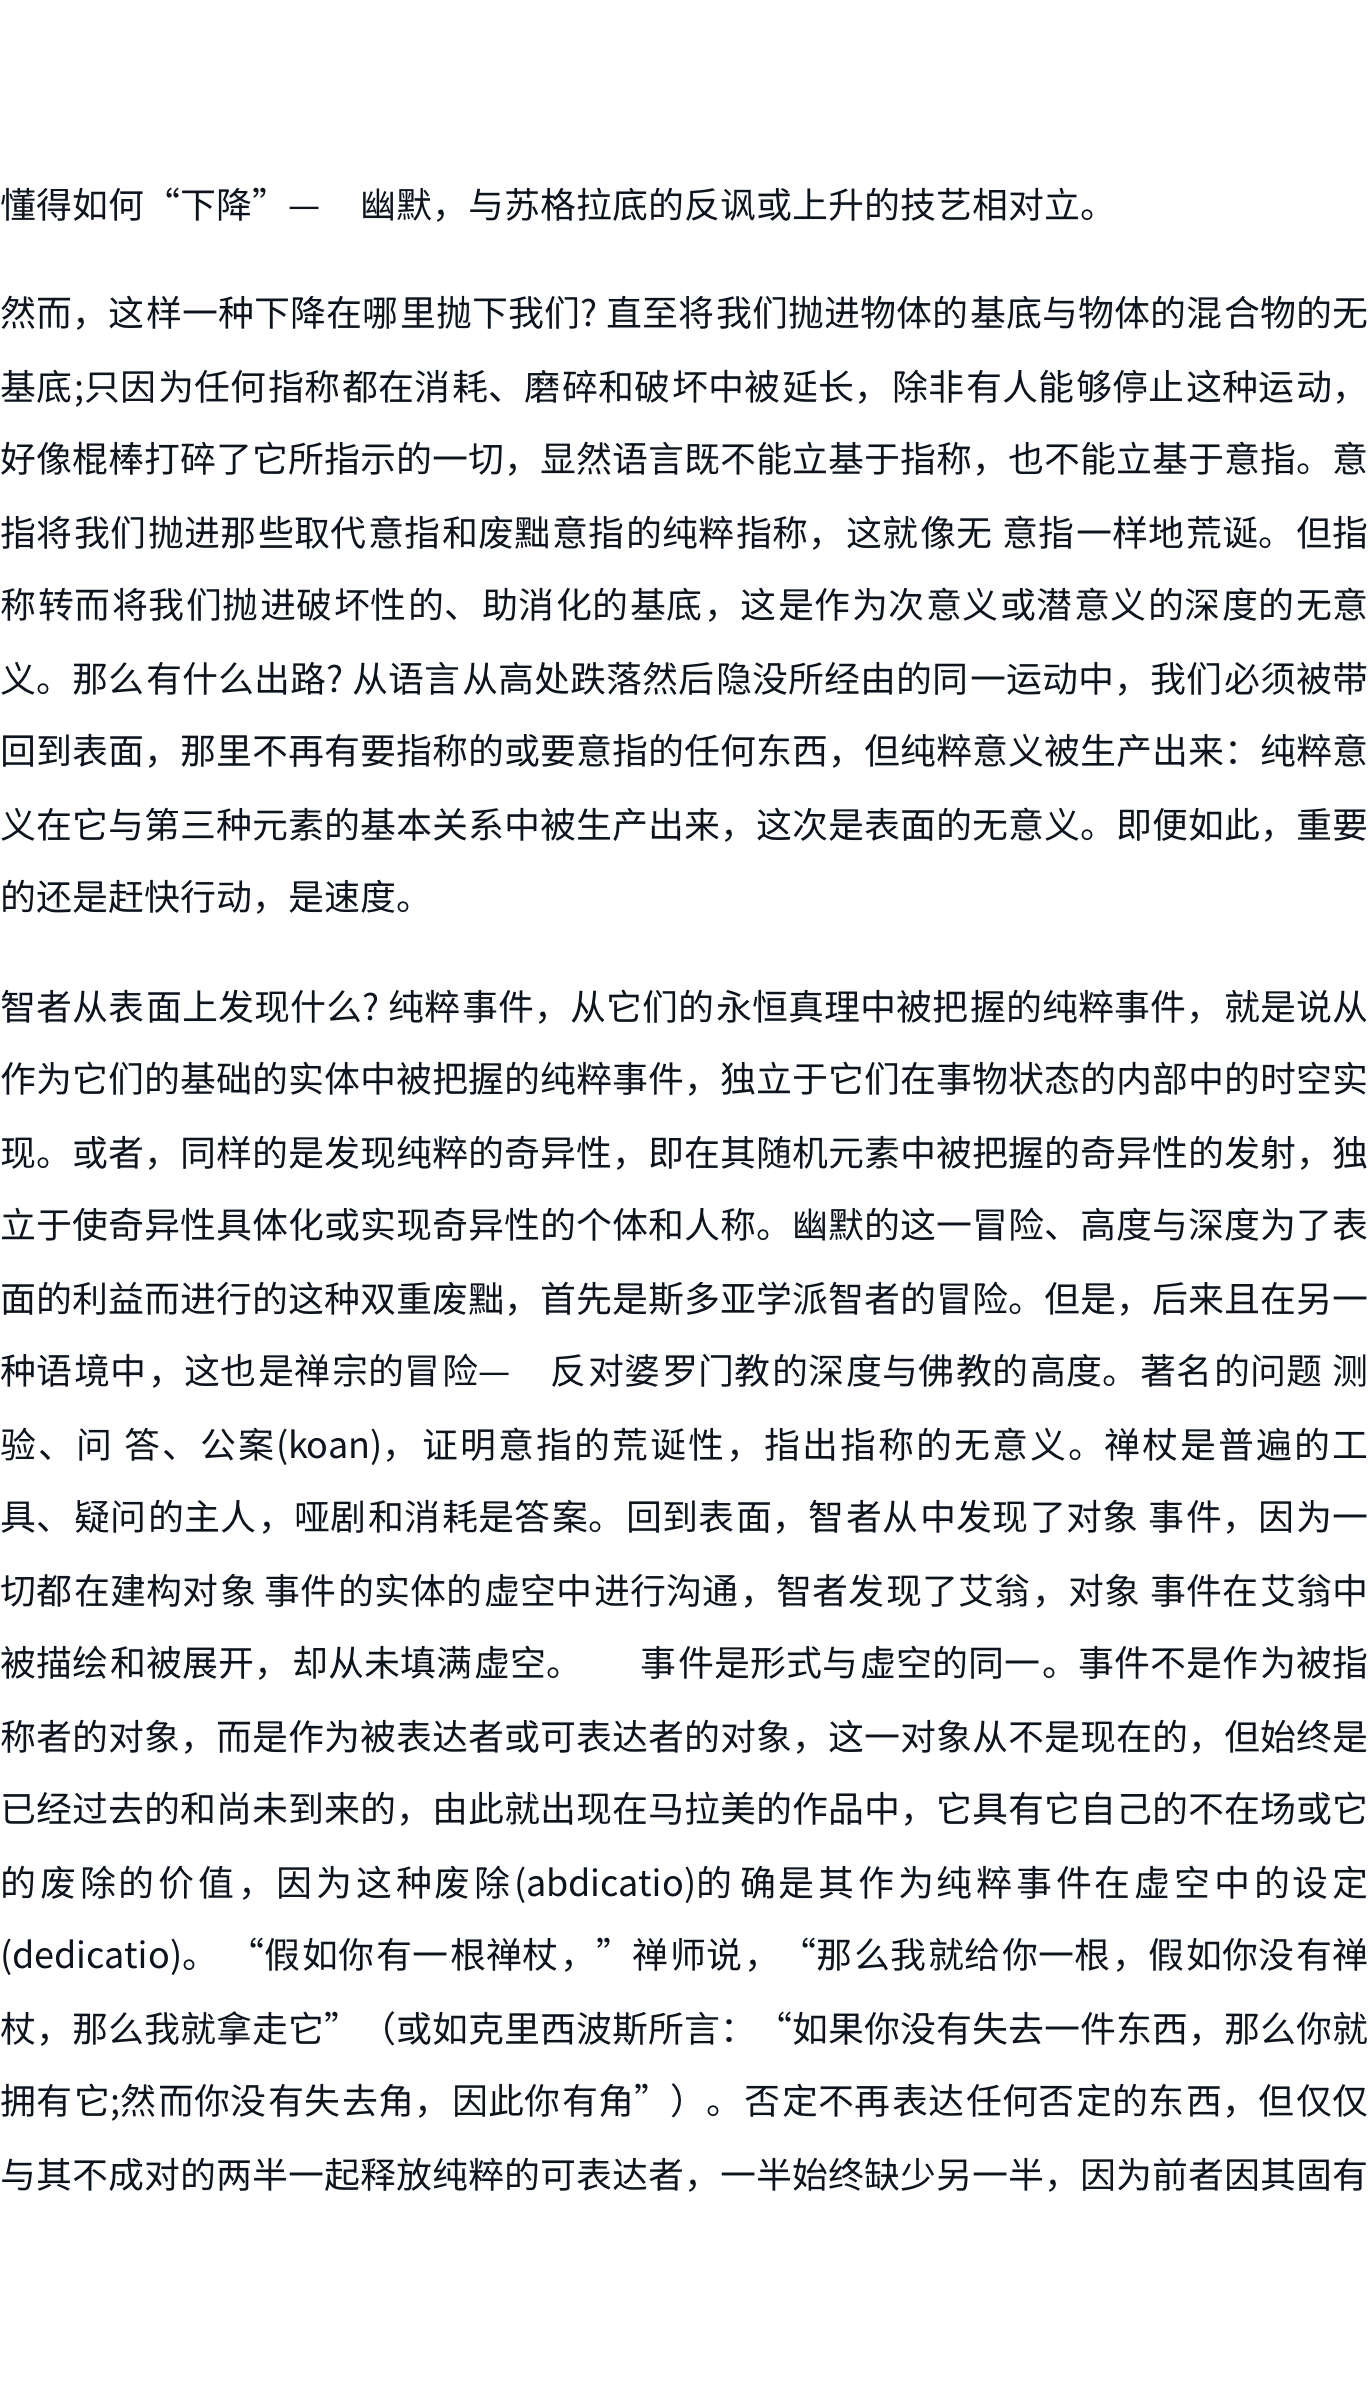 懂得如何“下降”— 幽默，与苏格拉底的反讽或上升的技艺相对立。
然而，这样一种下降在哪里抛下我们？直至将我们抛进物体的基底与物体的混合物的无
基底;只因为任何指称都在消耗、磨碎和破坏中被延长，除非有人能够停止这种运动，
好像棍棒打碎了它所指示的一切，显然语言既不能立基于指称，也不能立基于意指。意
指将我们抛进那些取代意指和废黜意指的纯粹指称，这就像无 意指一样地荒诞。但指
称转而将我们抛进破坏性的、助消化的基底，这是作为次意义或潜意义的深度的无意
义。那么有什么出路？从语言从高处跌落然后隐没所经由的同一运动中，我们必须被带
回到表面，那里不再有要指称的或要意指的任何东西，但纯粹意义被生产出来：纯粹意
义在它与第三种元素的基本关系中被生产出来，这次是表面的无意义。即便如此，重要
的还是赶快行动，是速度。
智者从表面上发现什么？纯粹事件，从它们的永恒真理中被把握的纯粹事件，就是说从
作为它们的基础的实体中被把握的纯粹事件，独立于它们在事物状态的内部中的时空实
现。或者，同样的是发现纯粹的奇异性，即在其随机元素中被把握的奇异性的发射，独
立于使奇异性具体化或实现奇异性的个体和人称。幽默的这一冒险、高度与深度为了表
面的利益而进行的这种双重废黜，首先是斯多亚学派智者的冒险。但是，后来且在另一
种语境中，这也是禅宗的冒险— 反对婆罗门教的深度与佛教的高度。著名的问题 测
验、问 答、公案(koan)，证明意指的荒诞性，指出指称的无意义。禅杖是普遍的工
具、疑问的主人，哑剧和消耗是答案。回到表面，智者从中发现了对象 事件，因为一
切都在建构对象 事件的实体的虚空中进行沟通，智者发现了艾翁，对象 事件在艾翁中
被描绘和被展开，却从未填满虚空。 事件是形式与虚空的同一。事件不是作为被指
称者的对象，而是作为被表达者或可表达者的对象，这一对象从不是现在的，但始终是
已经过去的和尚未到来的，由此就出现在马拉美的作品中，它具有它自己的不在场或它
的废除的价值，因为这种废除(abdicatio)的 确是其作为纯粹事件在虚空中的设定
(dedicatio)。 “假如你有一根禅杖，”禅师说，“那么我就给你一根，假如你没有禅
杖，那么我就拿走它”（或如克里西波斯所言：“如果你没有失去一件东西，那么你就
拥有它;然而你没有失去角，因此你有角”）。否定不再表达任何否定的东西，但仅仅
与其不成对的两半一起释放纯粹的可表达者，一半始终缺少另一半，因为前者因其固有